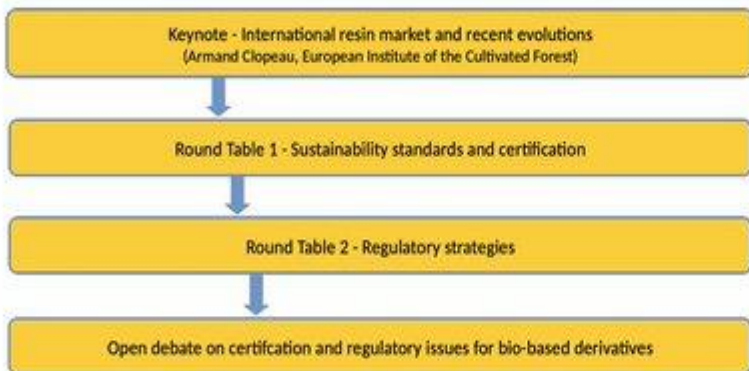 Keynote - International resin market and recent evolutions
(Armand Clopeau, European Institute of the Cultivated Forest)
Round Table 1 - Sustainability standards and certification
Round Table 2 - Regulatory strategies
Open debate on certifcation and regulatory issues for bio-based derivatives